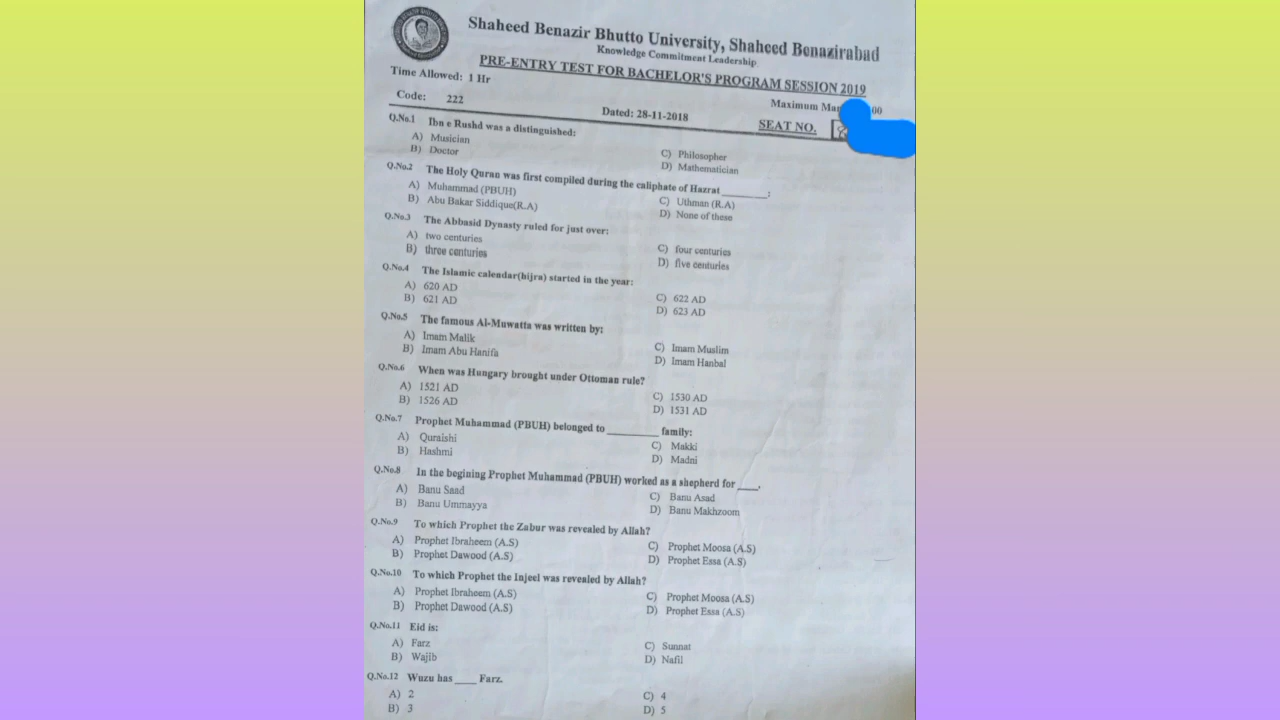 Shaheed Benazir Bhutto University, Shaheed Benazirabad
Knowledge Commitment Leadership
PRE-ENTRY TEST FOR BACHELOR'S PROGRAM SESSION 2019
Time Allowed: 1 Hr
Maximum Mar 00
Code: 222
Dated: 28-11-2018
SEAT NO.
Q.No.1 Ibn e Rushd was a distinguished:
A) Musician
C) Philosopher
B) Doctor
D) Mathematician
Q.No.2 The Holy Quran was first compiled during the caliphate of Hazrat ________:
A) Muhammad (PBUH)
C) Uthman (R.A)
B) Abu Bakar Siddique(R.A)
D) None of these
Q.No.3 The Abbasid Dynasty ruled for just over:
A) two centuries
C) four centuries
B) three centuries
D) five centuries
Q.No.4 The Islamic calendar(hijra) started in the year:
A) 620 AD
C) 622 AD
B) 621 AD
D) 623 AD
Q.No.5 The famous Al-Muwatta was written by:
A) Imam Malik
C) Imam Muslim
B) Imam Abu Hanifa
D) Imam Hanbal
Q.No.6 When was Hungary brought under Ottoman rule?
A) 1521 AD
C) 1530 AD
B) 1526 AD
D) 1531 AD
Q.No.7 Prophet Muhammad (PBUH) belonged to _________ family:
A) Quraishi
C) Makki
B) Hashmi
D) Madni
Q.No.8 In the begining Prophet Muhammad (PBUH) worked as a shepherd for ____.
A) Banu Saad
C) Banu Asad
B) Banu Ummayya
D) Banu Makhzoom
Q.No.9 To which Prophet the Zabur was revealed by Allah?
A) Prophet Ibraheem (A.S)
C) Prophet Moosa (A.S)
B) Prophet Dawood (A.S)
D) Prophet Essa (A.S)
Q.No.10 To which Prophet the Injeel was revealed by Allah?
A) Prophet Ibraheem (A.S)
C) Prophet Moosa (A.S)
B) Prophet Dawood (A.S)
D) Prophet Essa (A.S)
Q.No.11 Eid is:
A) Farz
C) Sunnat
B) Wajib
D) Nafil
Q.No.12 Wuzu has ____ Farz.
A) 2
C) 4
B) 3
D) 5